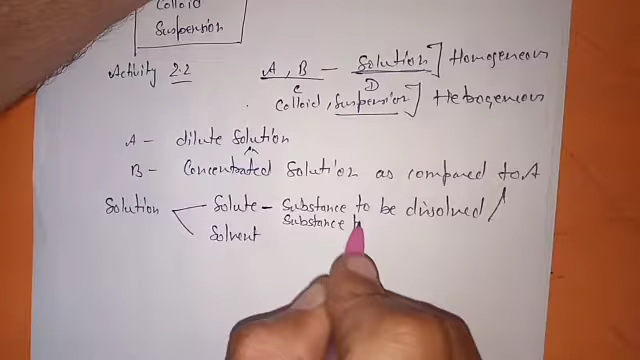 Colloid
Suspension
Activity 2.2
A, B - Solution] Homogeneous
C D
Colloid, Suspension] Hetrogeneous
A - dilute solution
B - Concentrated Solution as compared to A
Solution Solute - Substance to be dissolved /
Substance
Solvent